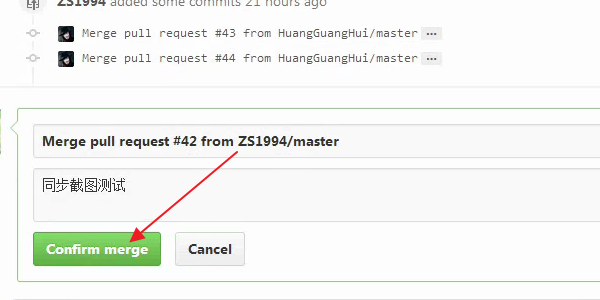 ZS1994 added some commits 21 hours ago
Merge pull request #43 from HuangGuangHui/master …
Merge pull request #44 from HuangGuangHui/master …
Merge pull request #42 from ZS1994/master
同步截图测试
Confirm merge
Cancel